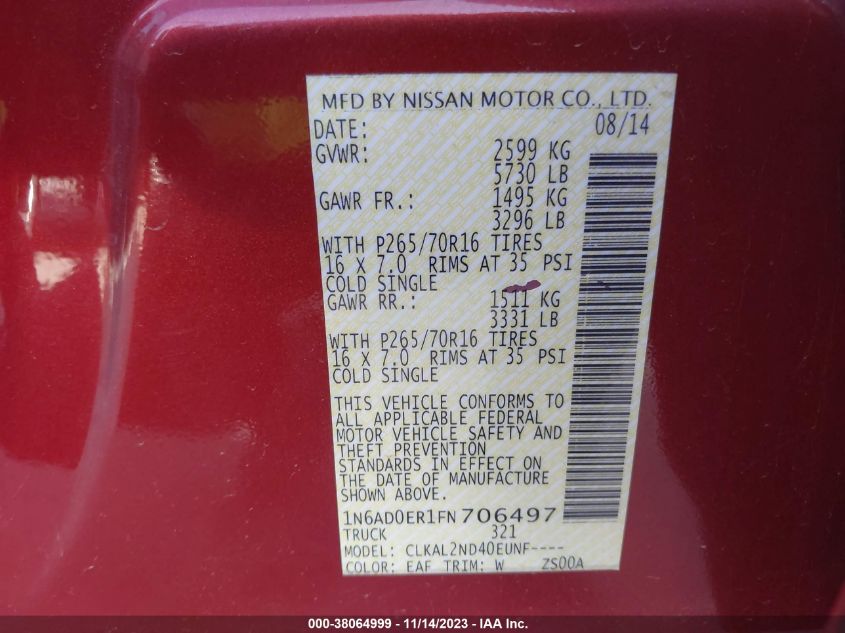 MFD BY NISSAN MOTOR CO., LTD.
DATE: 08/14
GVWR: 2599 KG
5730 LB
GAWR FR.: 1495 KG
3296 LB
WITH P265/70R16 TIRES
16 X 7.0 RIMS AT 35 PSI
COLD SINGLE
GAWR RR.: 1511 KG
3331 LB
WITH P265/70R16 TIRES
16 X 7.0 RIMS AT 35 PSI
COLD SINGLE
THIS VEHICLE CONFORMS TO
ALL APPLICABLE FEDERAL
MOTOR VEHICLE SAFETY AND
THEFT PREVENTION
STANDARDS IN EFFECT ON
THE DATE OF MANUFACTURE
SHOWN ABOVE.
1N6AD0ER1FN706497
TRUCK 321
MODEL: CLKAL2ND40EUNF----
COLOR: EAF TRIM: W ZS00A
000-38064999 - 11/14/2023 - IAA Inc.